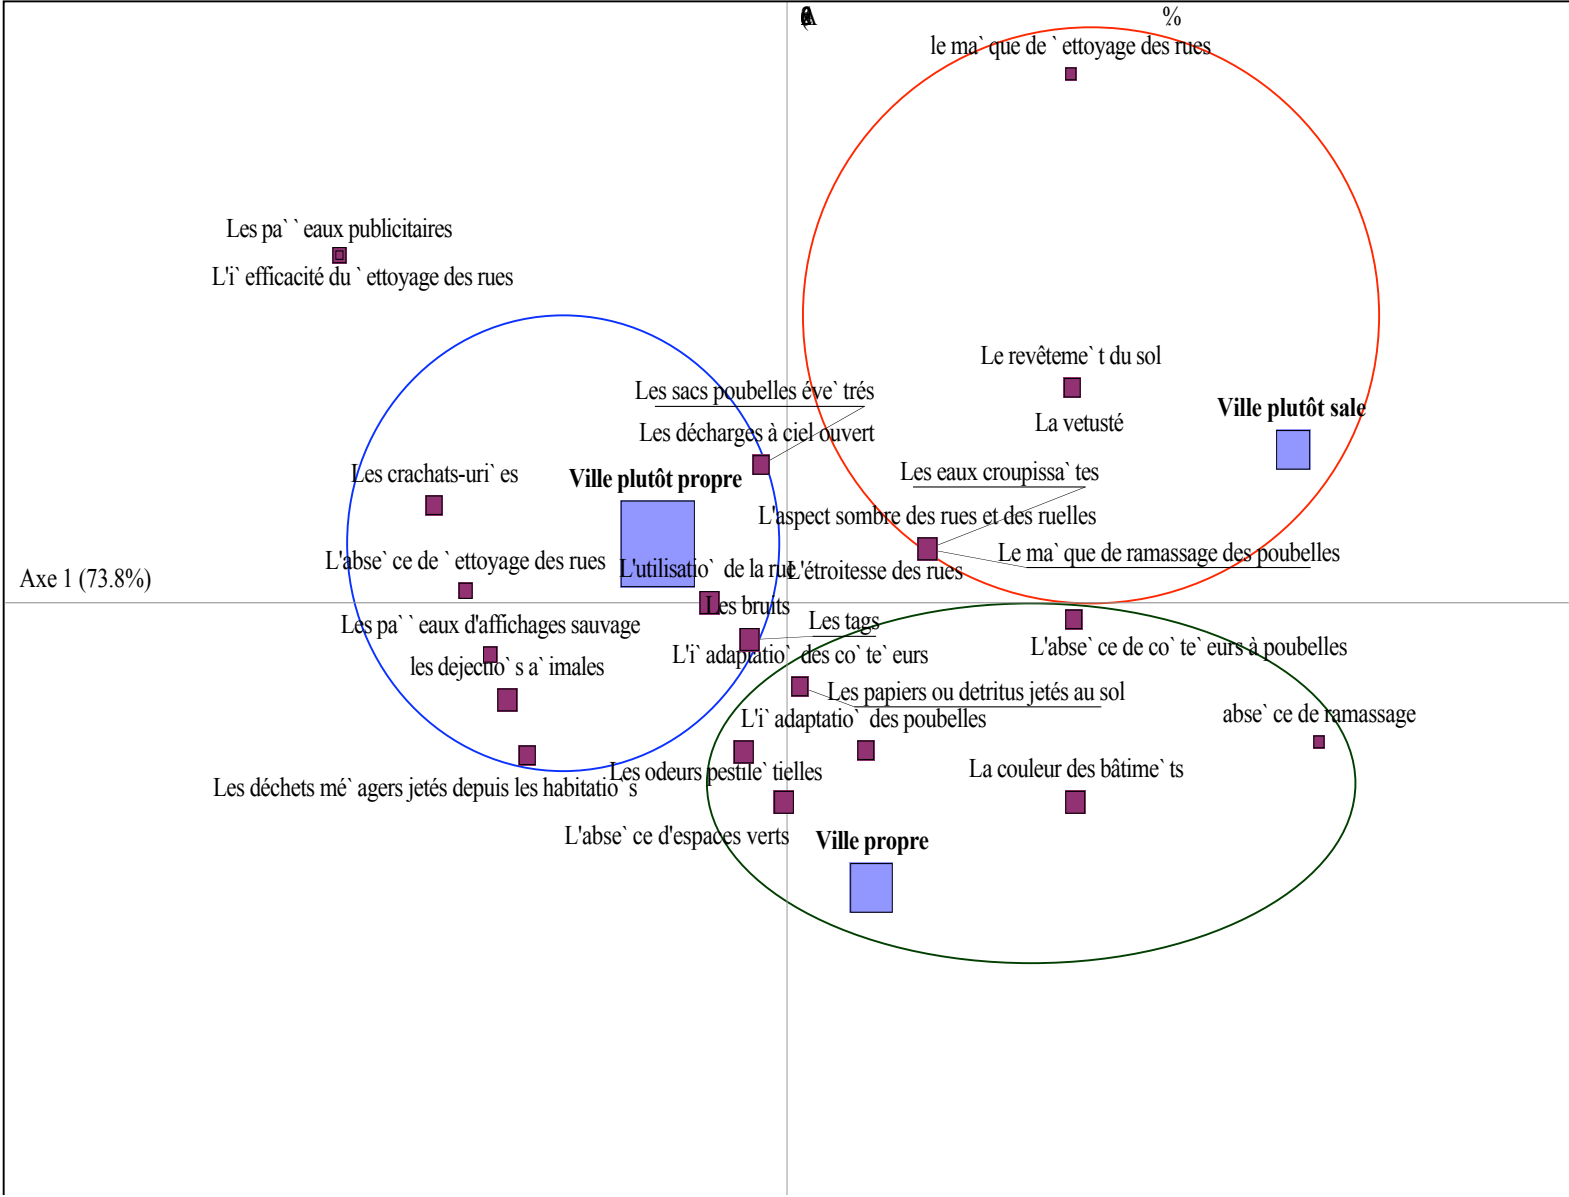 %
le ma` que de ` ettoyage des rues
Les pa` ` eaux publicitaires
L'i` efficacité du ` ettoyage des rues
Le revêteme` t du sol
Les sacs poubelles éve` trés
Ville plutôt sale
La vetusté
Les décharges à ciel ouvert
Les crachats-uri` es
Ville plutôt propre
Les eaux croupissa` tes
L'aspect sombre des rues et des ruelles
Le ma` que de ramassage des poubelles
L'abse` ce de ` ettoyage des rues
L'utilisatio` de la rue
L'étroitesse des rues
Axe 1 (73.8%)
Les bruits
Les tags
Les pa` ` eaux d'affichages sauvage
L'abse` ce de co` te` eurs à poubelles
L'i` adaptatio` des co` te` eurs
les dejectio` s a` imales
Les papiers ou detritus jetés au sol
abse` ce de ramassage
L'i` adaptatio` des poubelles
Les odeurs pestile` tielles
La couleur des bâtime` ts
Les déchets mé` agers jetés depuis les habitatio` s
L'abse` ce d'espaces verts
Ville propre